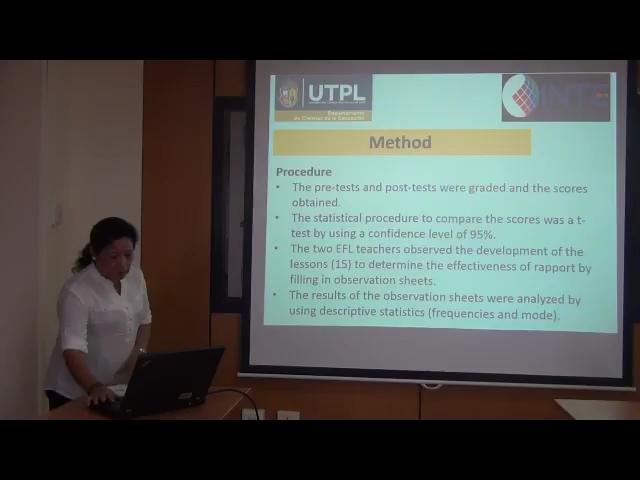 UTPL
Departamento
de Ciencias de la Educación
INTE
Method
Procedure
• The pre-tests and post-tests were graded and the scores
obtained.
• The statistical procedure to compare the scores was a t-
test by using a confidence level of 95%.
• The two EFL teachers observed the development of the
lessons (15) to determine the effectiveness of rapport by
filling in observation sheets.
• The results of the observation sheets were analyzed by
using descriptive statistics (frequencies and mode).